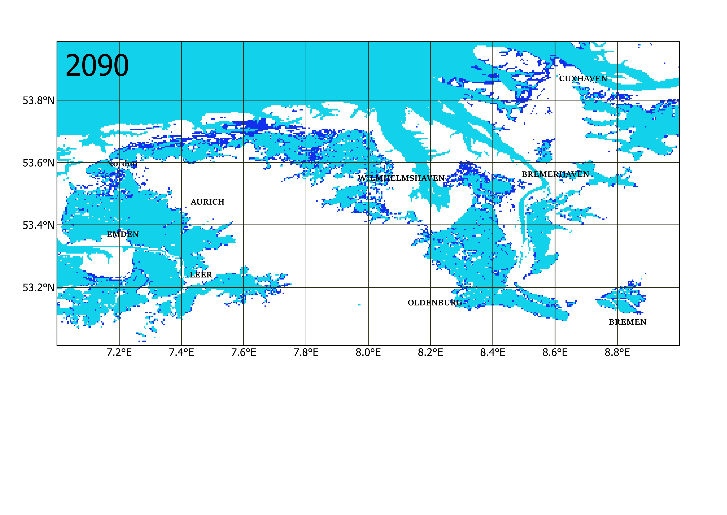 2090
CUXHAVEN
53.8°N
53.6°N
WILHELMSHAVEN
BREMERHAVEN
AURICH
53.4°N
EMDEN
LEER
53.2°N
OLDENBURG
BREMEN
7.2°E 7.4°E 7.6°E 7.8°E 8.0°E 8.2°E 8.4°E 8.6°E 8.8°E